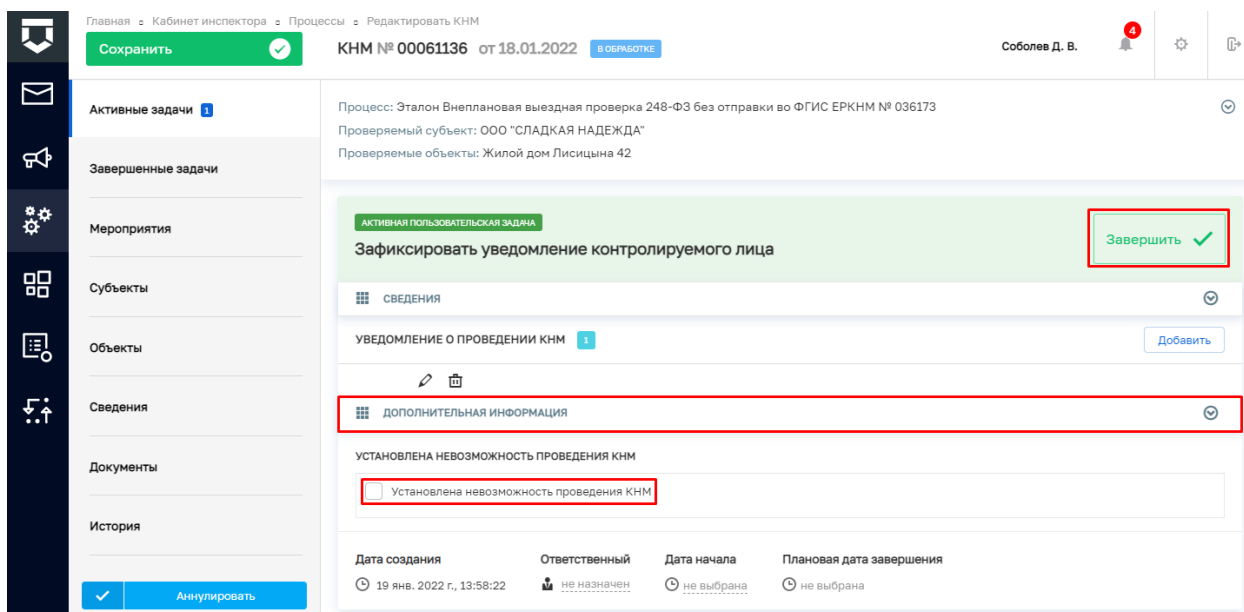 Главная Кабинет инспектора Процессы Редактировать КНМ
Сохранить
КНМ № 00061136 от 18.01.2022 В ОБРАБОТКЕ
Соболев Д. В.
4
Активные задачи 1
Завершенные задачи
Мероприятия
Субъекты
Объекты
Сведения
Документы
История
Аннулировать
Процесс: Эталон Внеплановая выездная проверка 248-ФЗ без отправки во ФГИС ЕРКНМ № 036173
Проверяемый субъект: ООО "СЛАДКАЯ НАДЕЖДА"
Проверяемые объекты: Жилой дом Лисицына 42
АКТИВНАЯ ПОЛЬЗОВАТЕЛЬСКАЯ ЗАДАЧА
Зафиксировать уведомление контролируемого лица
Завершить
СВЕДЕНИЯ
УВЕДОМЛЕНИЕ О ПРОВЕДЕНИИ КНМ 1
Добавить
ДОПОЛНИТЕЛЬНАЯ ИНФОРМАЦИЯ
УСТАНОВЛЕНА НЕВОЗМОЖНОСТЬ ПРОВЕДЕНИЯ КНМ
Установлена невозможность проведения КНМ
Дата создания Ответственный Дата начала Плановая дата завершения
19 янв. 2022 г., 13:58:22 не назначен не выбрана не выбрана